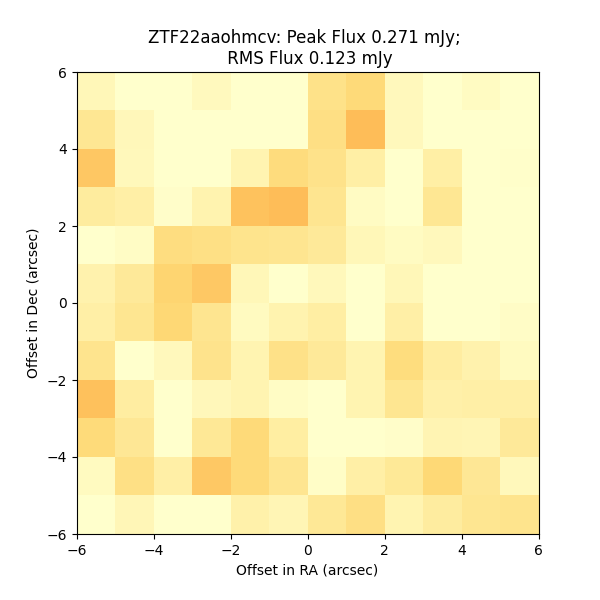 ZTF22aaohmcv: Peak Flux 0.271 mJy;
RMS Flux 0.123 mJy
6
4
2
0
−2
−4
−6
Offset in Dec (arcsec)
−6 −4 −2 0 2 4 6
Offset in RA (arcsec)